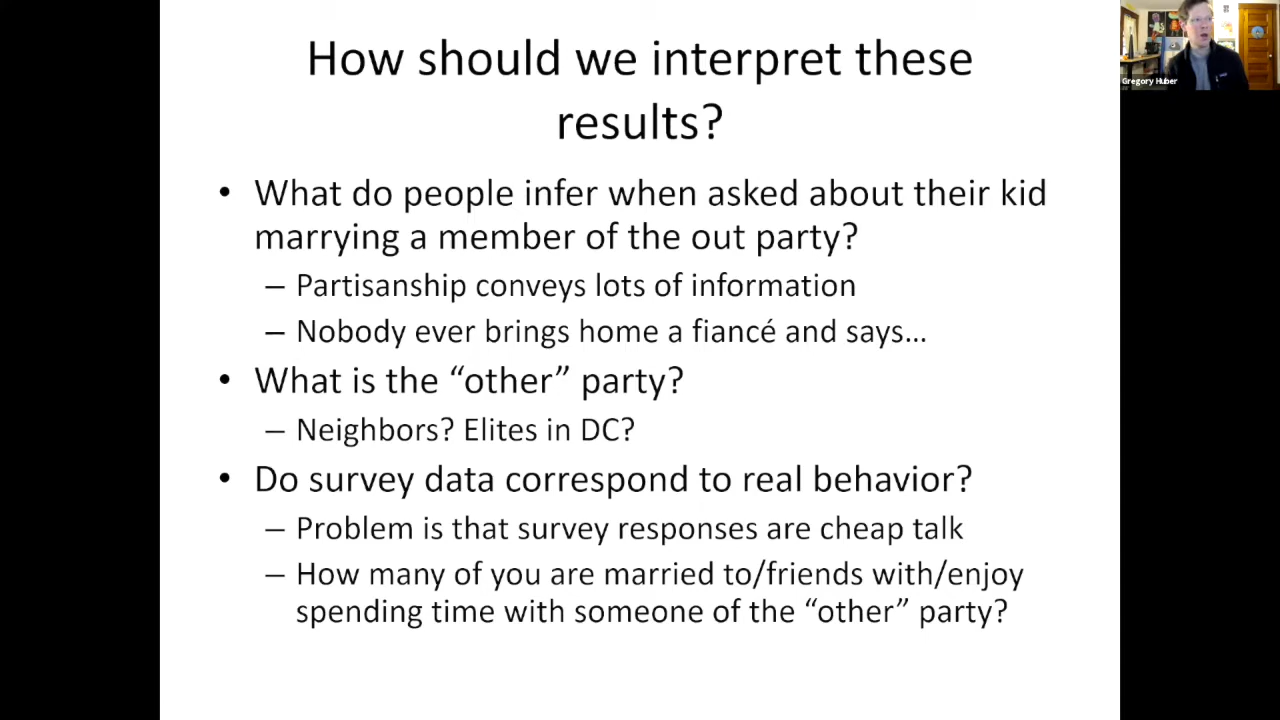 How should we interpret these
results?
• What do people infer when asked about their kid
marrying a member of the out party?
– Partisanship conveys lots of information
– Nobody ever brings home a fiancé and says…
• What is the “other” party?
– Neighbors? Elites in DC?
• Do survey data correspond to real behavior?
– Problem is that survey responses are cheap talk
– How many of you are married to/friends with/enjoy
spending time with someone of the “other” party?
Gregory Huber